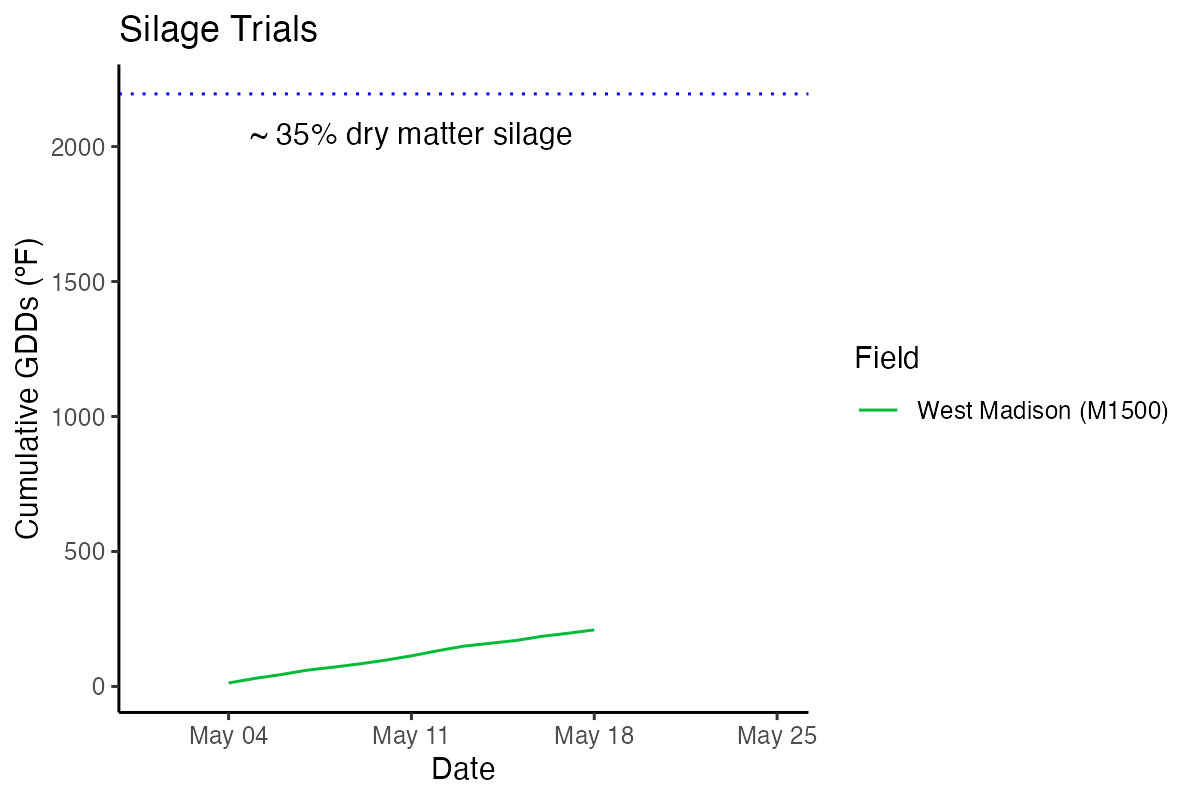 Silage Trials
~ 35% dry matter silage
2000
1500
1000
500
0
Cumulative GDDs (°F)
May 04
May 11
May 18
May 25
Date
Field
West Madison (M1500)